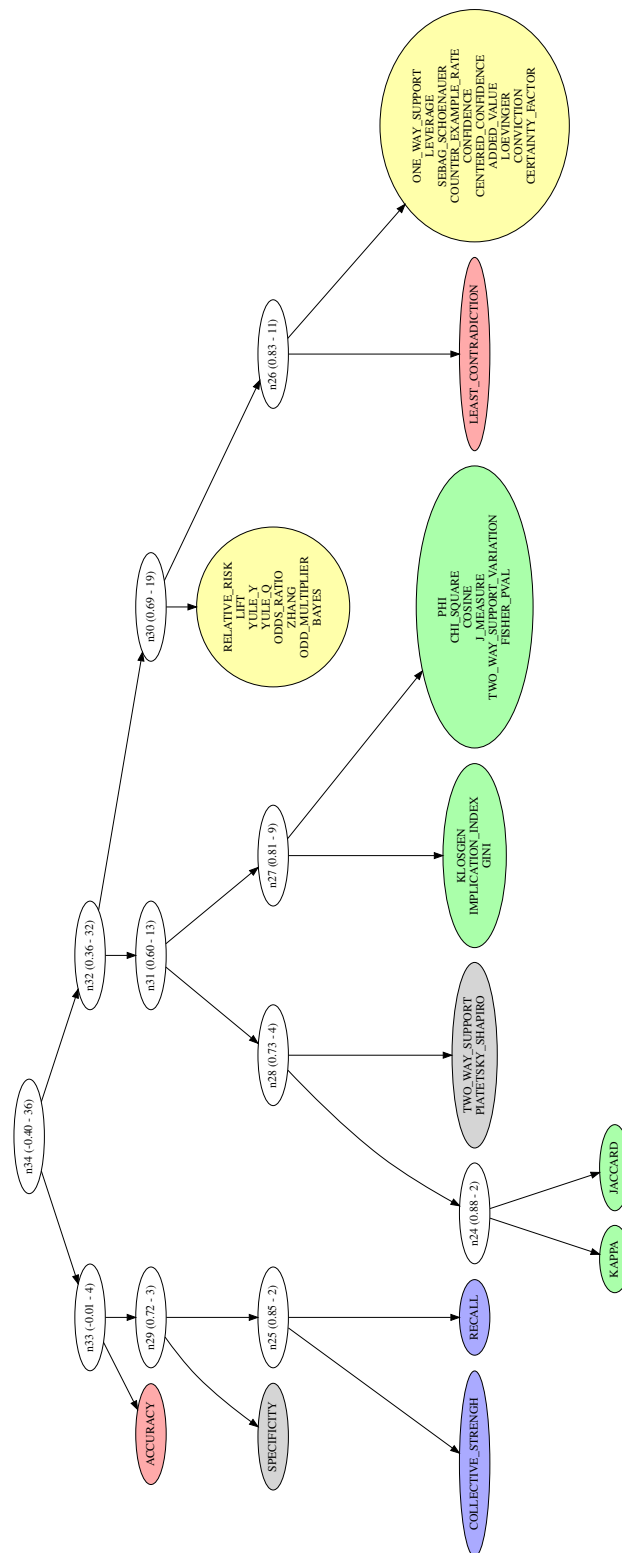 n34 (-0.40 - 36)
n33 (-0.01 - 4)
n32 (0.36 - 32)
ACCURACY
n29 (0.72 - 3)
n31 (0.60 - 13)
n30 (0.69 - 19)
SPECIFICITY
n25 (0.85 - 2)
n28 (0.73 - 4)
n27 (0.81 - 9)
RELATIVE_RISK
LIFT
YULE_Y
YULE_Q
ODDS_RATIO
ZHANG
ODD_MULTIPLIER
BAYES
n26 (0.83 - 11)
COLLECTIVE_STRENGH
RECALL
n24 (0.88 - 2)
TWO_WAY_SUPPORT
PIATETSKY_SHAPIRO
KLOSGEN
IMPLICATION_INDEX
GINI
PHI
CHI_SQUARE
COSINE
J_MEASURE
TWO_WAY_SUPPORT_VARIATION
FISHER_PVAL
LEAST_CONTRADICTION
ONE_WAY_SUPPORT
LEVERAGE
SEBAG_SCHOENAUER
COUNTER_EXAMPLE_RATE
CONFIDENCE
CENTERED_CONFIDENCE
ADDED_VALUE
LOEVINGER
CONVICTION
CERTAINTY_FACTOR
KAPPA
JACCARD